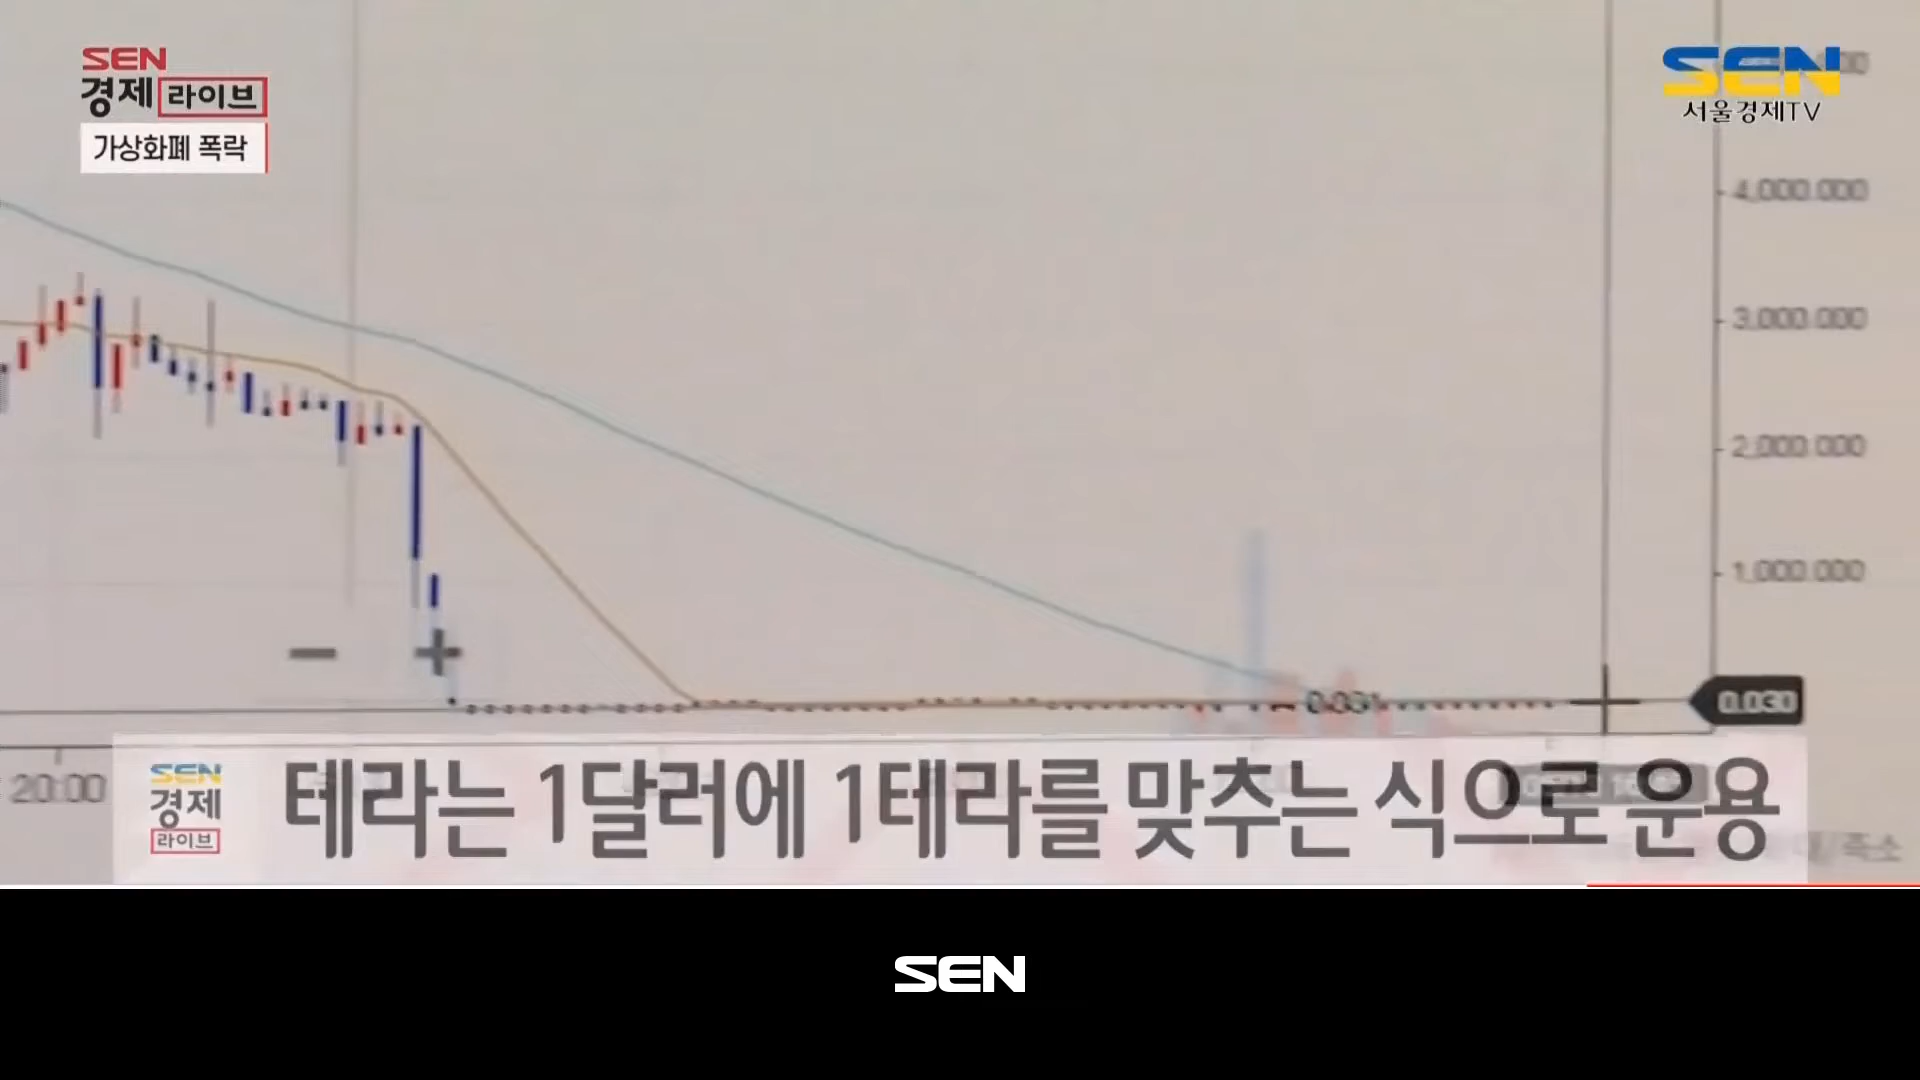 SEN
경제 라이브
가상화폐 폭락
SEN
서울경제TV
4,000.000
3,000.000
2,000.000
1,000.000
0.031
0.030
20:00
SEN
경제
라이브
테라는 1달러에 1테라를 맞추는 식으로 운용
SEN